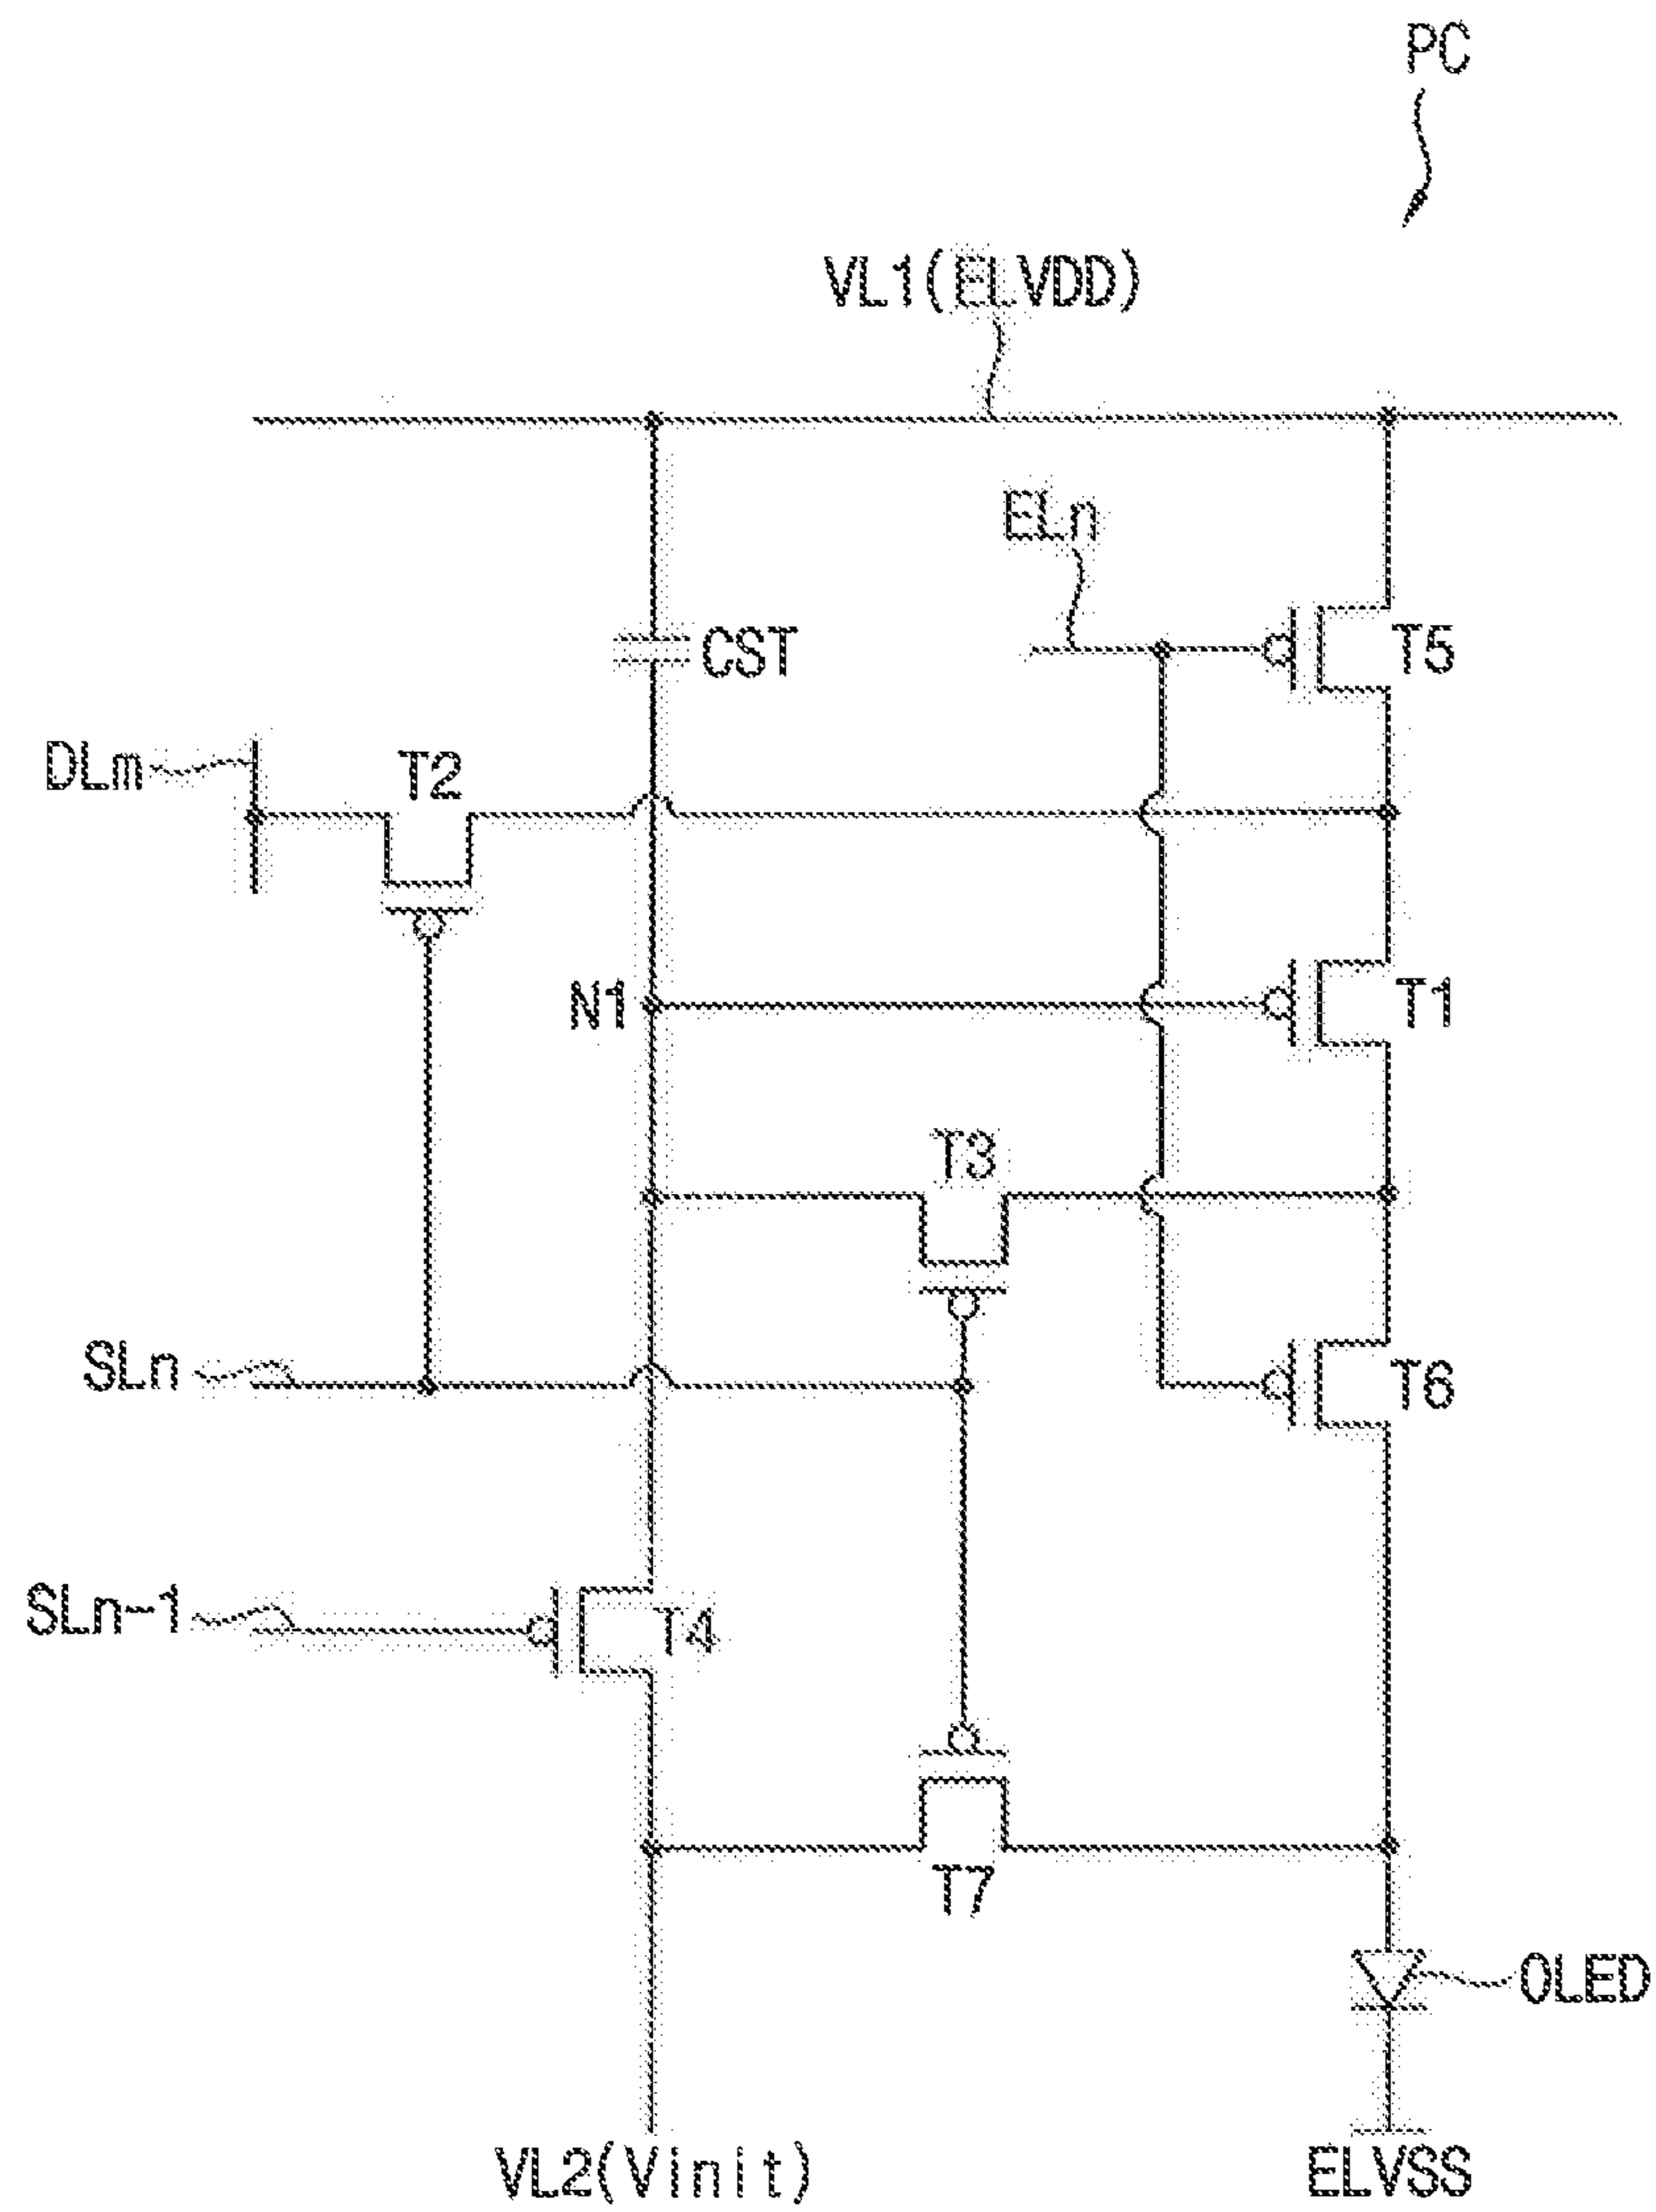 PC
VL1(ELVDD)
ELn
CST
T5
DLm
T2
N1
T1
T3
SLn
T6
SLn-1
T4
T7
OLED
VL2(Vinit)
ELVSS